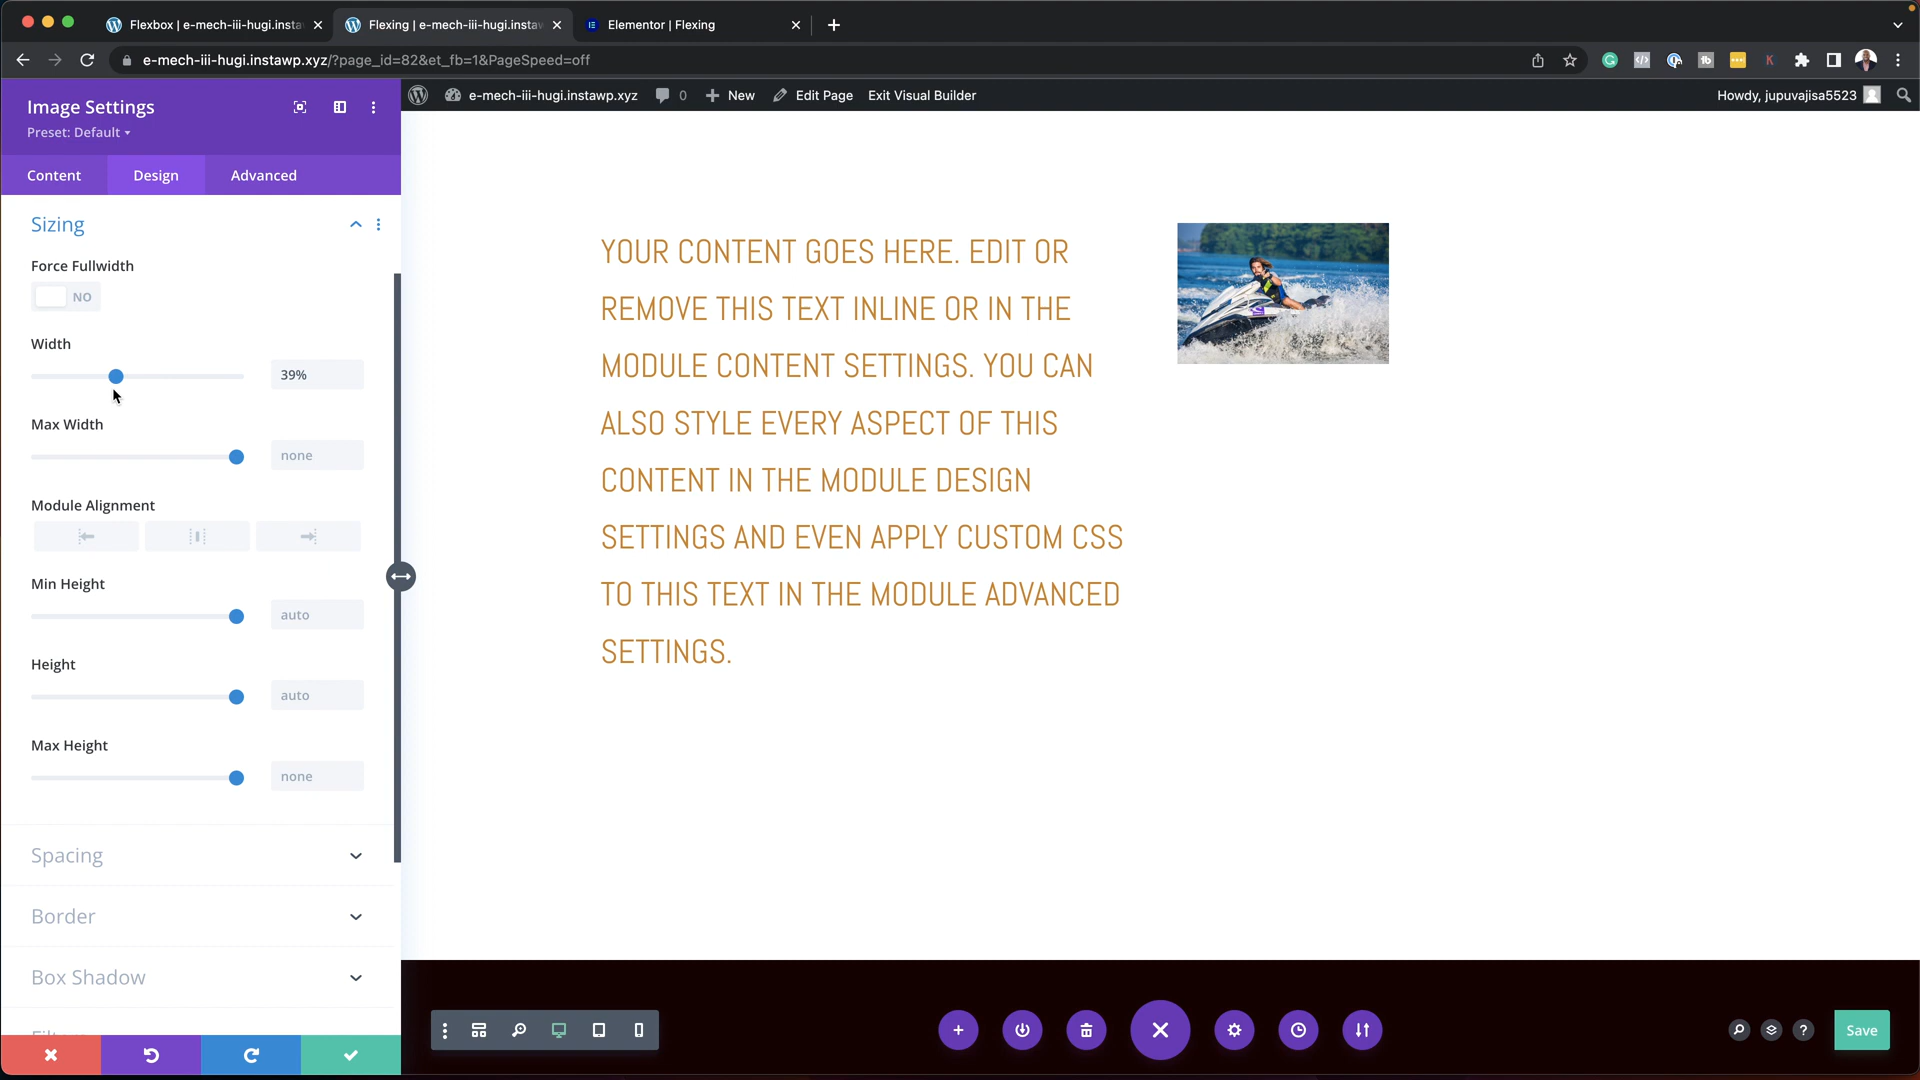 Flexbox | e-mech-iii-hugi.insta
Flexing | e-mech-iii-hugi.instaw
Elementor | Flexing
e-mech-iii-hugi.instawp.xyz/?page_id=82&et_fb=1&PageSpeed=off
Image Settings
Preset: Default
e-mech-iii-hugi.instawp.xyz
0
New
Edit Page
Exit Visual Builder
Howdy, jupuvajisa5523
Content
Design
Advanced
Sizing
Force Fullwidth
NO
Width
39%
Max Width
none
Module Alignment
Min Height
auto
Height
auto
Max Height
none
Spacing
Border
Box Shadow
YOUR CONTENT GOES HERE. EDIT OR
REMOVE THIS TEXT INLINE OR IN THE
MODULE CONTENT SETTINGS. YOU CAN
ALSO STYLE EVERY ASPECT OF THIS
CONTENT IN THE MODULE DESIGN
SETTINGS AND EVEN APPLY CUSTOM CSS
TO THIS TEXT IN THE MODULE ADVANCED
SETTINGS.
Save